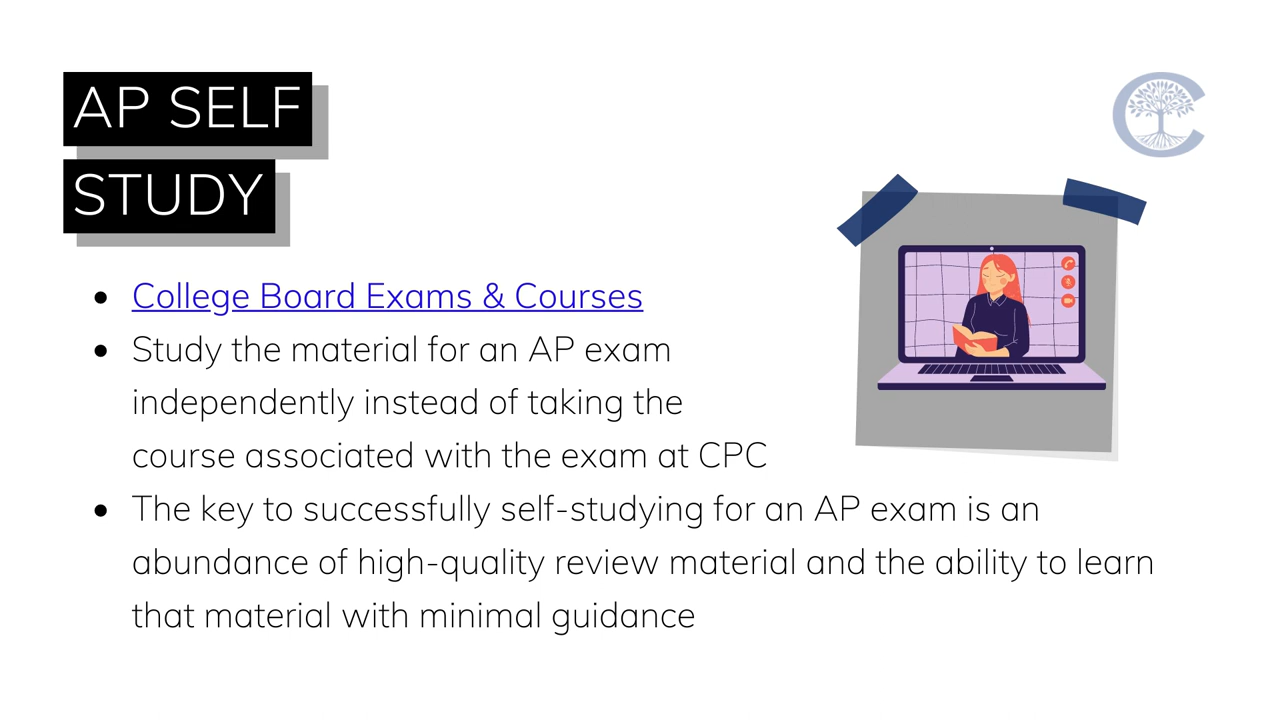 AP SELF
STUDY
College Board Exams & Courses
Study the material for an AP exam
independently instead of taking the
course associated with the exam at CPC
The key to successfully self-studying for an AP exam is an
abundance of high-quality review material and the ability to learn
that material with minimal guidance